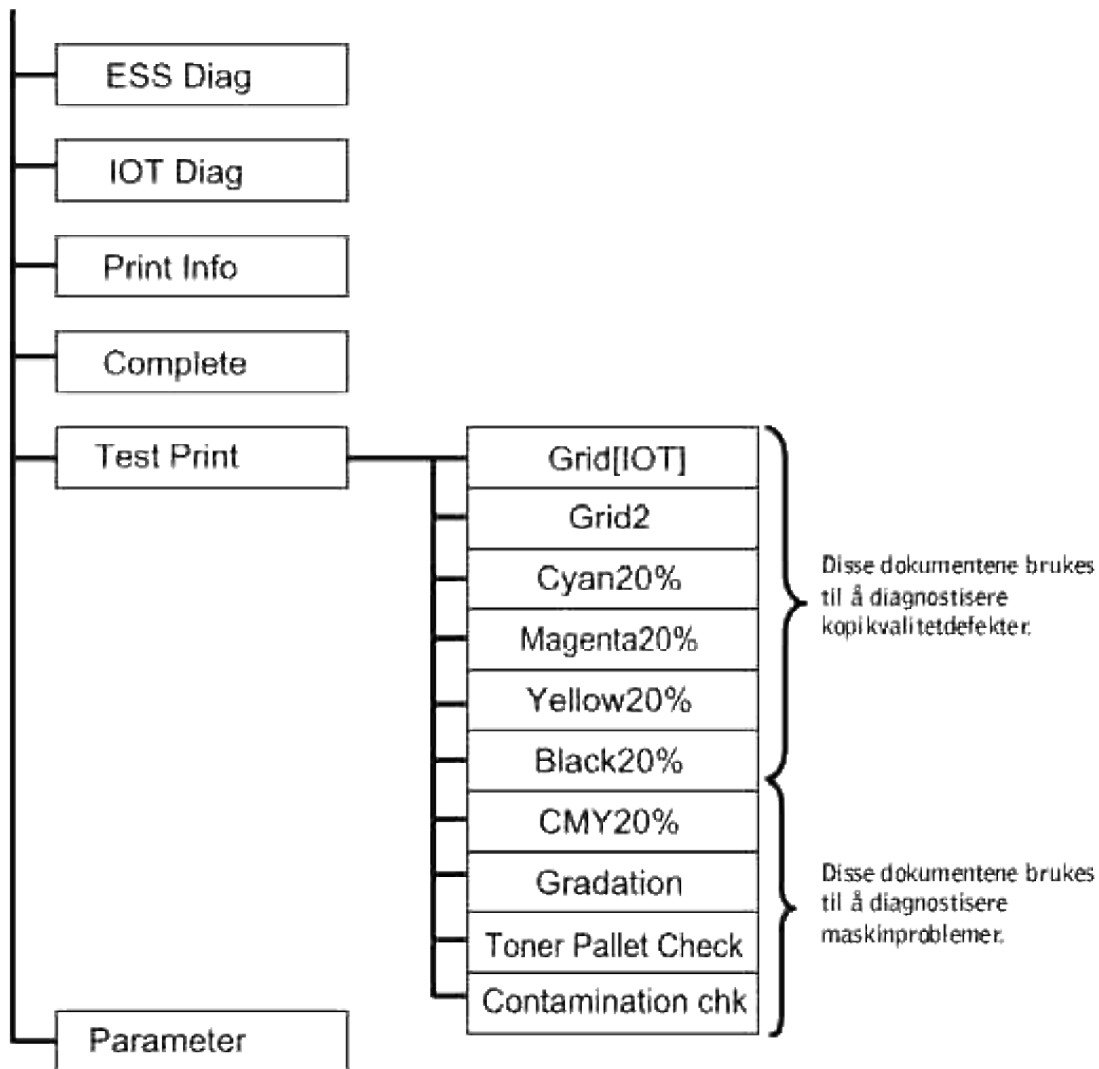 ESS Diag
IOT Diag
Print Info
Complete
Test Print
Grid[IOT]
Grid2
Cyan20%
Magenta20%
Yellow20%
Black20%
CMY20%
Gradation
Toner Pallet Check
Contamination chk
Disse dokumentene brukes
til å diagnostisere
kopikvalitetdefekter.
Disse dokumentene brukes
til å diagnostisere
maskinproblemer.
Parameter